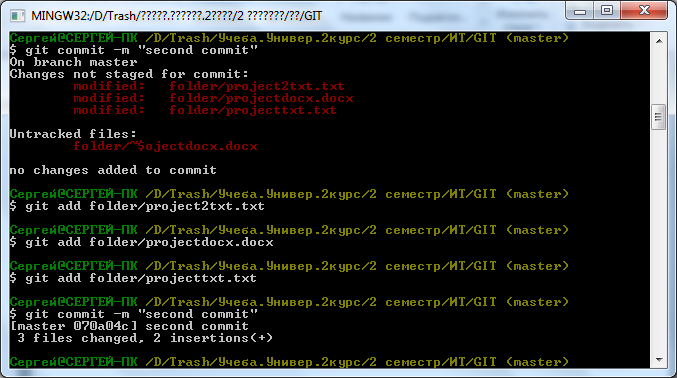 MINGW32:/D/Trash/?????.??????.2????/2 ???????/??/GIT
Сергей@СЕРГЕЙ-ПК /D/Trash/Учеба.Универ.2курс/2 семестр/ИТ/GIT (master)
$ git commit -m "second commit"
On branch master
Changes not staged for commit:
modified: folder/project2txt.txt
modified: folder/projectdocx.docx
modified: folder/projecttxt.txt
Untracked files:
folder/~$ojectdocx.docx
no changes added to commit
Сергей@СЕРГЕЙ-ПК /D/Trash/Учеба.Универ.2курс/2 семестр/ИТ/GIT (master)
$ git add folder/project2txt.txt
Сергей@СЕРГЕЙ-ПК /D/Trash/Учеба.Универ.2курс/2 семестр/ИТ/GIT (master)
$ git add folder/projectdocx.docx
Сергей@СЕРГЕЙ-ПК /D/Trash/Учеба.Универ.2курс/2 семестр/ИТ/GIT (master)
$ git add folder/projecttxt.txt
Сергей@СЕРГЕЙ-ПК /D/Trash/Учеба.Универ.2курс/2 семестр/ИТ/GIT (master)
$ git commit -m "second commit"
[master 070a04c] second commit
3 files changed, 2 insertions(+)
Сергей@СЕРГЕЙ-ПК /D/Trash/Учеба.Универ.2курс/2 семестр/ИТ/GIT (master)